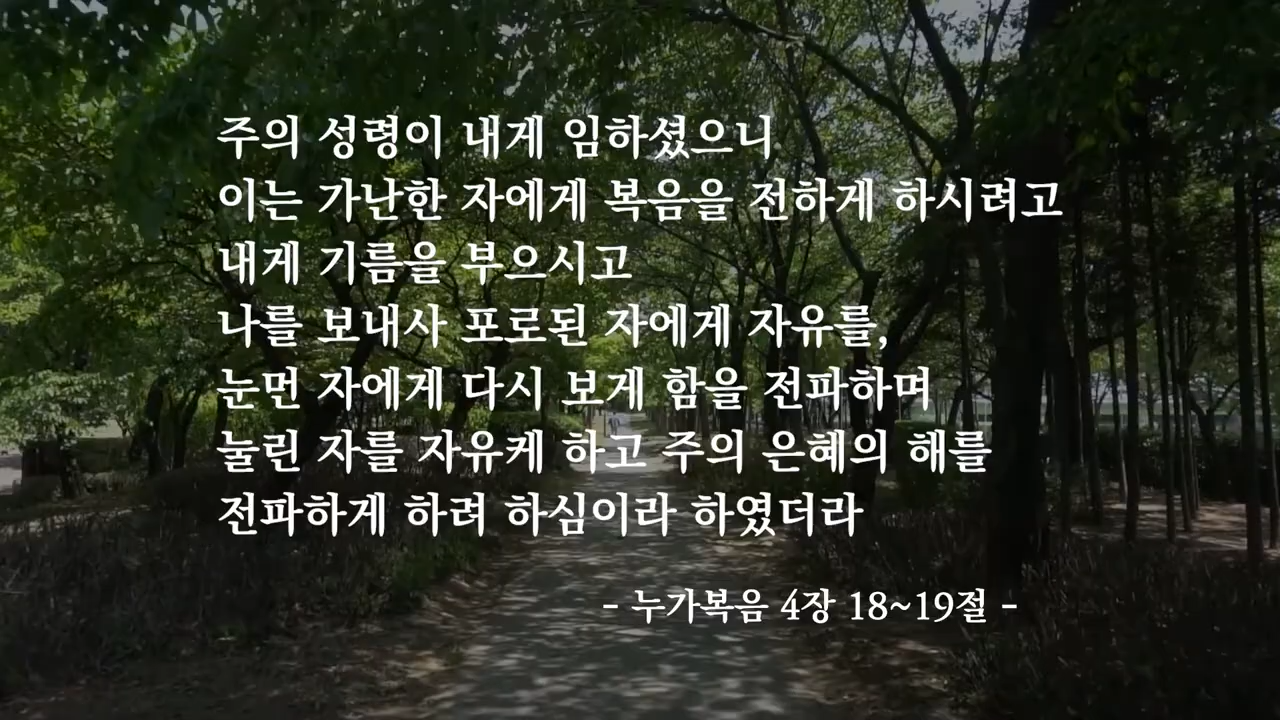 주의 성령이 내게 임하셨으니
이는 가난한 자에게 복음을 전하게 하시려고
내게 기름을 부으시고
나를 보내사 포로된 자에게 자유를,
눈먼 자에게 다시 보게 함을 전파하며
눌린 자를 자유케 하고 주의 은혜의 해를
전파하게 하려 하심이라 하였더라
- 누가복음 4장 18~19절 -